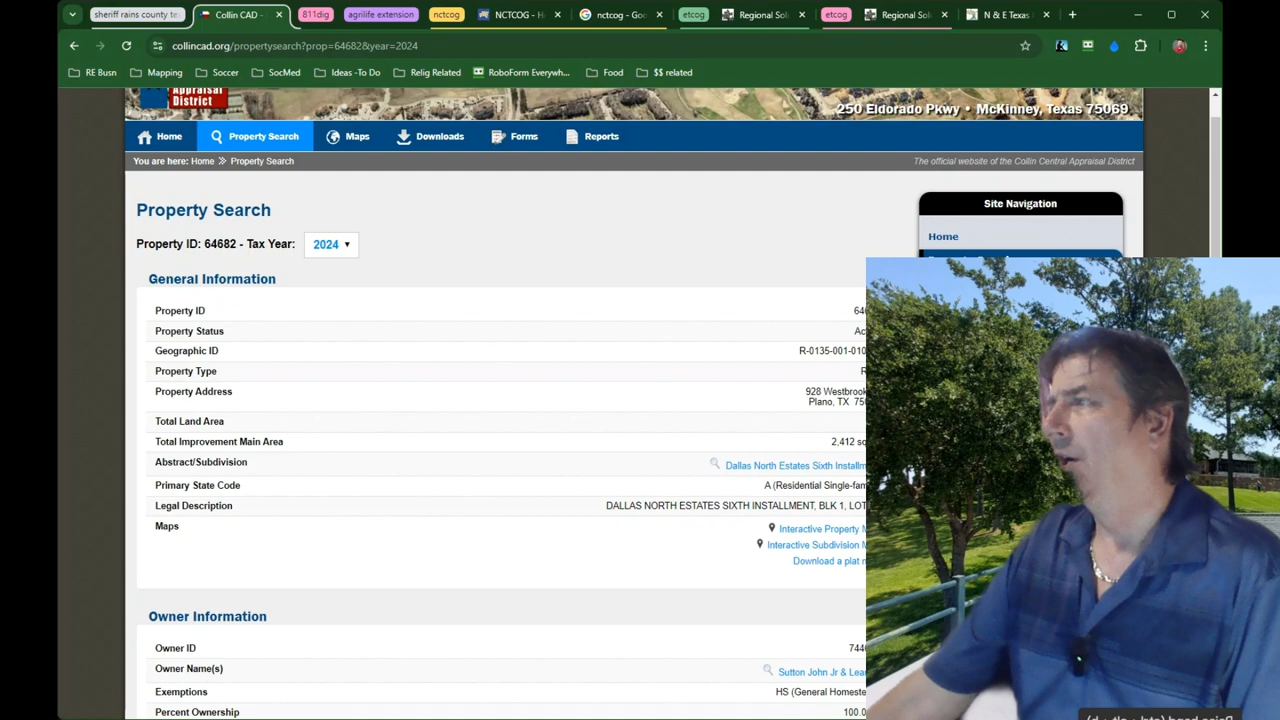 sheriff rains county te
Collin CAD -
811dig
agrilife extension
nctcog
NCTCOG - H
nctcog - Goo
etcog
Regional Sol
etcog
Regional Sol
N & E Texas
collincad.org/propertysearch?prop=64682&year=2024
RE Busn
Mapping
Soccer
SocMed
Ideas -To Do
Relig Related
RoboForm Everywh...
Food
$$ related
Appraisal
District
250 Eldorado Pkwy • McKinney, Texas 75069
Home
Property Search
Maps
Downloads
Forms
Reports
You are here: Home » Property Search
The official website of the Collin Central Appraisal District
Property Search
Site Navigation
Property ID: 64682 - Tax Year: 2024
Home
General Information
Property ID 64
Property Status Ac
Geographic ID R-0135-001-010
Property Type R
Property Address 928 Westbrook
Plano, TX 75
Total Land Area
Total Improvement Main Area 2,412 sq
Abstract/Subdivision Dallas North Estates Sixth Installm
Primary State Code A (Residential Single-fam
Legal Description DALLAS NORTH ESTATES SIXTH INSTALLMENT, BLK 1, LOT
Maps Interactive Property M
Interactive Subdivision M
Download a plat m
Owner Information
Owner ID 744
Owner Name(s) Sutton John Jr & Lea
Exemptions HS (General Homeste
Percent Ownership 100.0